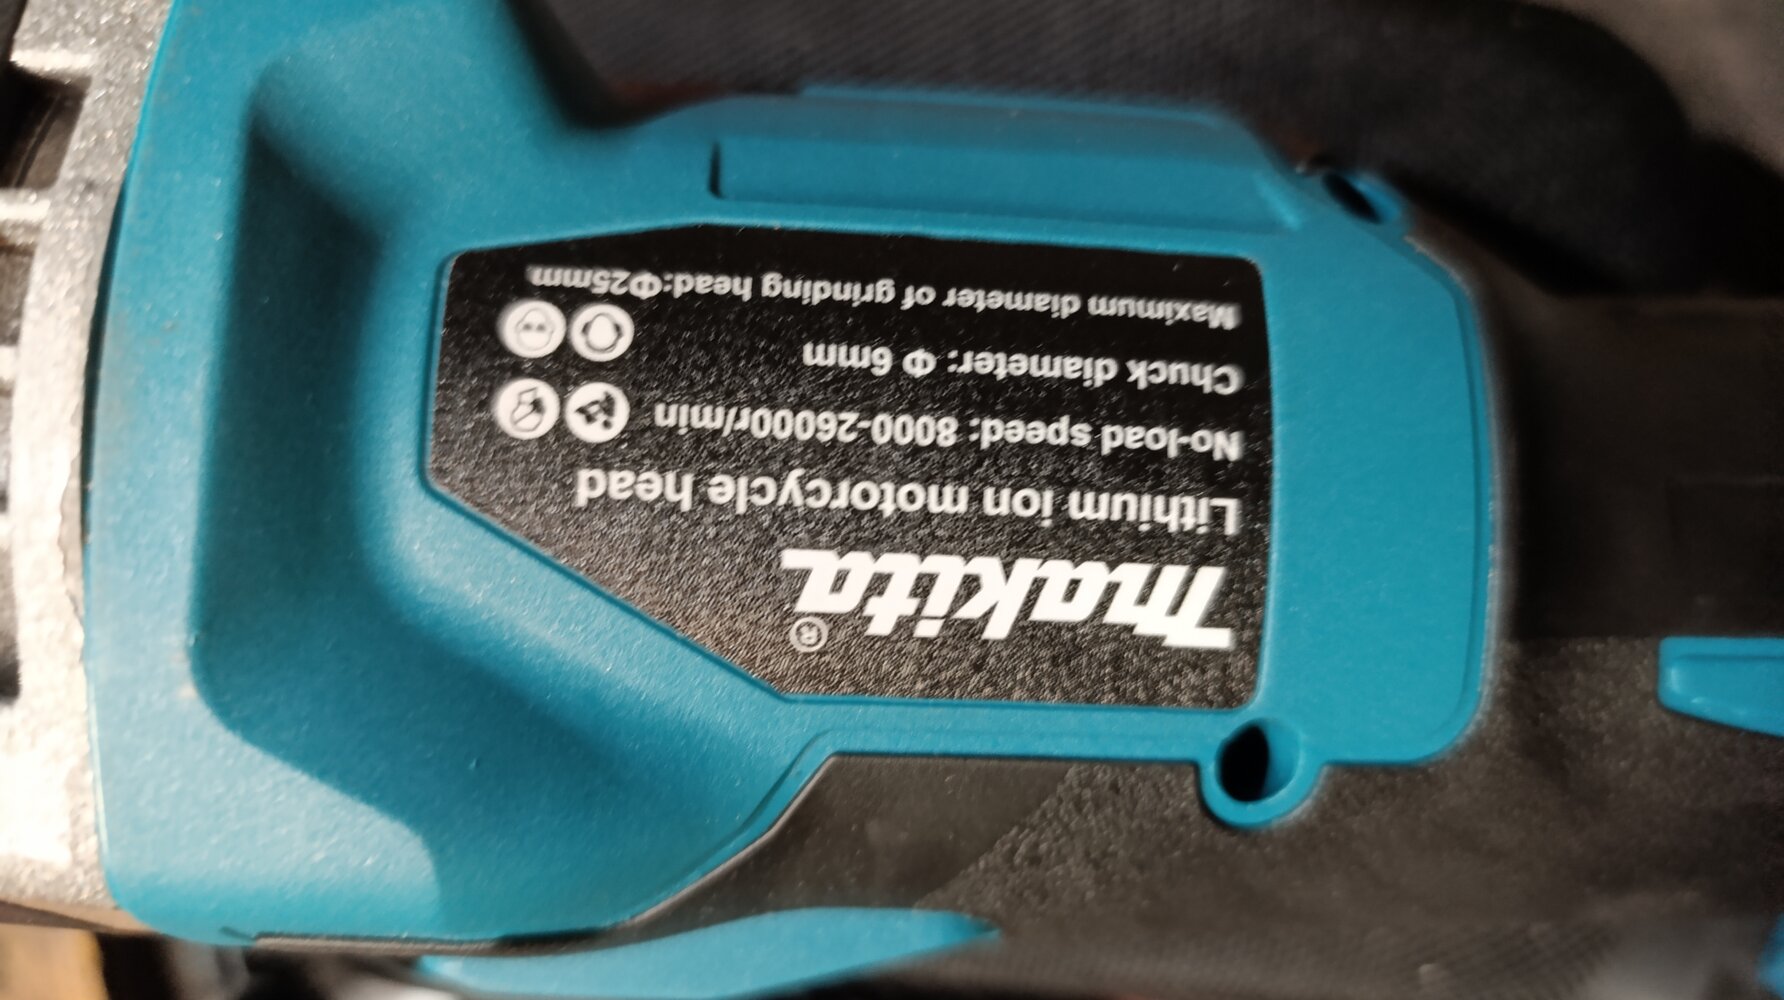 makita®
Lithium ion motorcycle head
No-load speed: 8000-26000r/min
Chuck diameter: Φ 6mm
Maximum diameter of grinding head:Φ25mm